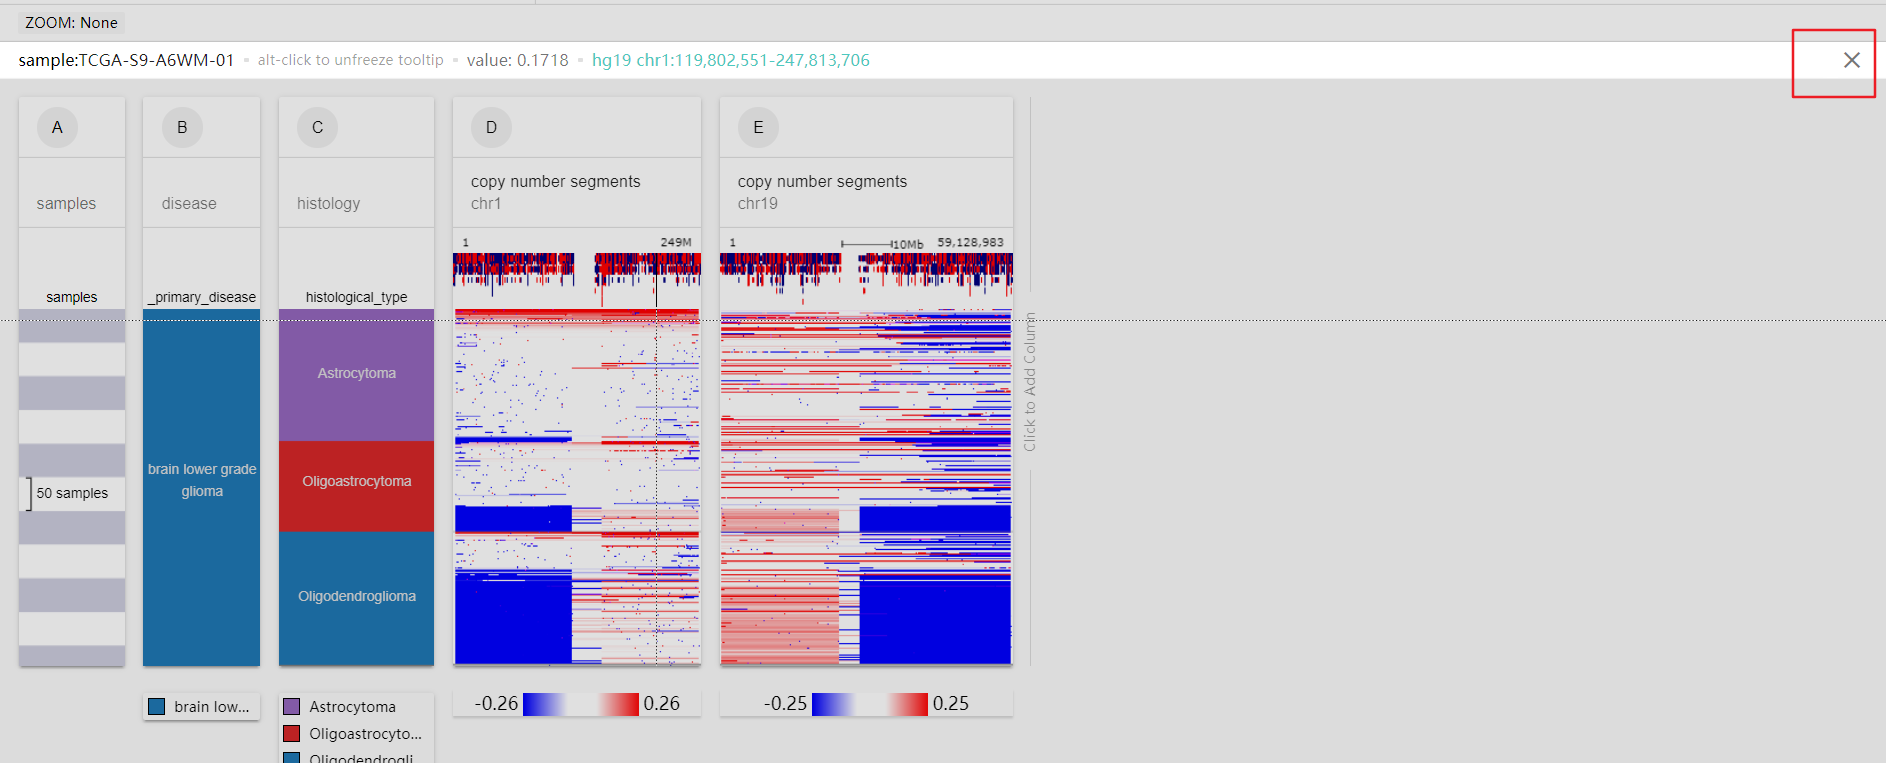 ZOOM: None
sample:TCGA-S9-A6WM-01 alt-click to unfreeze tooltip value: 0.1718 hg19 chr1:119,802,551-247,813,706
A
B
C
D
E
samples
disease
histology
copy number segments
chr1
copy number segments
chr19
1 249M
1 10Mb 59,128,983
samples
_primary_disease
histological_type
Astrocytoma
Click to Add Column
brain lower grade
glioma
Oligoastrocytoma
50 samples
Oligodendroglioma
brain low...
Astrocytoma
Oligoastrocyto...
Oligodendrogli...
-0.26 0.26
-0.25 0.25